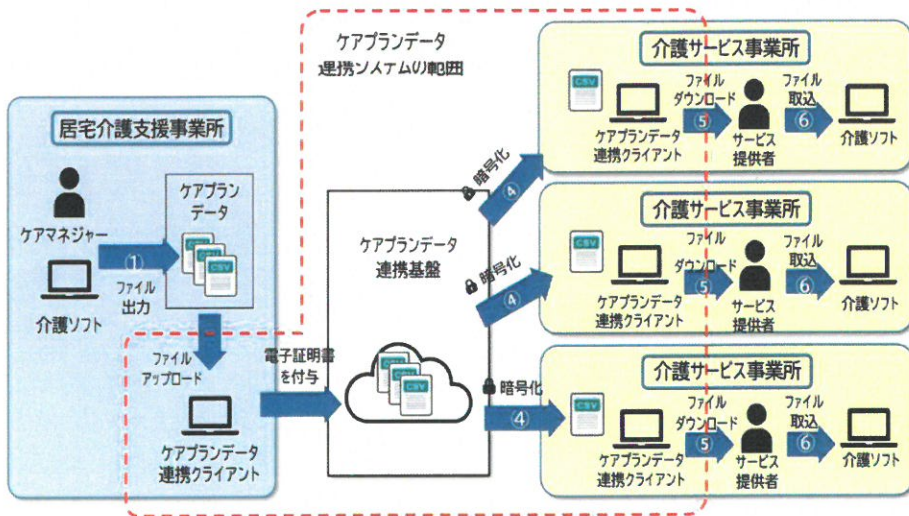 ケアプランデータ
連携システムの範囲
居宅介護支援事業所
ケアマネジャー
介護ソフト
①
ファイル
出力
ケアプラン
データ
CSV
CSV
CSV
ファイル
アップロード
ケアプランデータ
連携クライアント
電子証明書
を付与
ケアプランデータ
連携基盤
CSV
CSV
CSV
暗号化
④
暗号化
④
暗号化
④
介護サービス事業所
CSV
ケアプランデータ
連携クライアント
ファイル
ダウンロード
⑤
サービス
提供者
ファイル
取込
⑥
介護ソフト
介護サービス事業所
CSV
ケアプランデータ
連携クライアント
ファイル
ダウンロード
⑤
サービス
提供者
ファイル
取込
⑥
介護ソフト
介護サービス事業所
CSV
ケアプランデータ
連携クライアント
ファイル
ダウンロード
⑤
サービス
提供者
ファイル
取込
⑥
介護ソフト